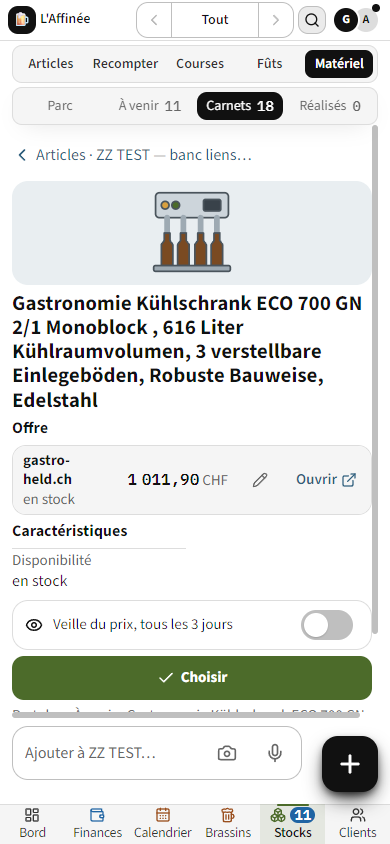 L'Affinée
Tout
G
A
Articles
Recompter
Courses
Fûts
Matériel
Parc
À venir 11
Carnets 18
Réalisés 0
Articles · ZZ TEST — banc liens…
Gastronomie Kühlschrank ECO 700 GN
2/1 Monoblock , 616 Liter
Kühlraumvolumen, 3 verstellbare
Einlegeböden, Robuste Bauweise,
Edelstahl
Offre
gastro-
held.ch
en stock
1 011,90 CHF
Ouvrir
Caractéristiques
Disponibilité
en stock
Veille du prix, tous les 3 jours
Choisir
Ajouter à ZZ TEST…
Bord
Finances
Calendrier
Brassins
11
Stocks
Clients